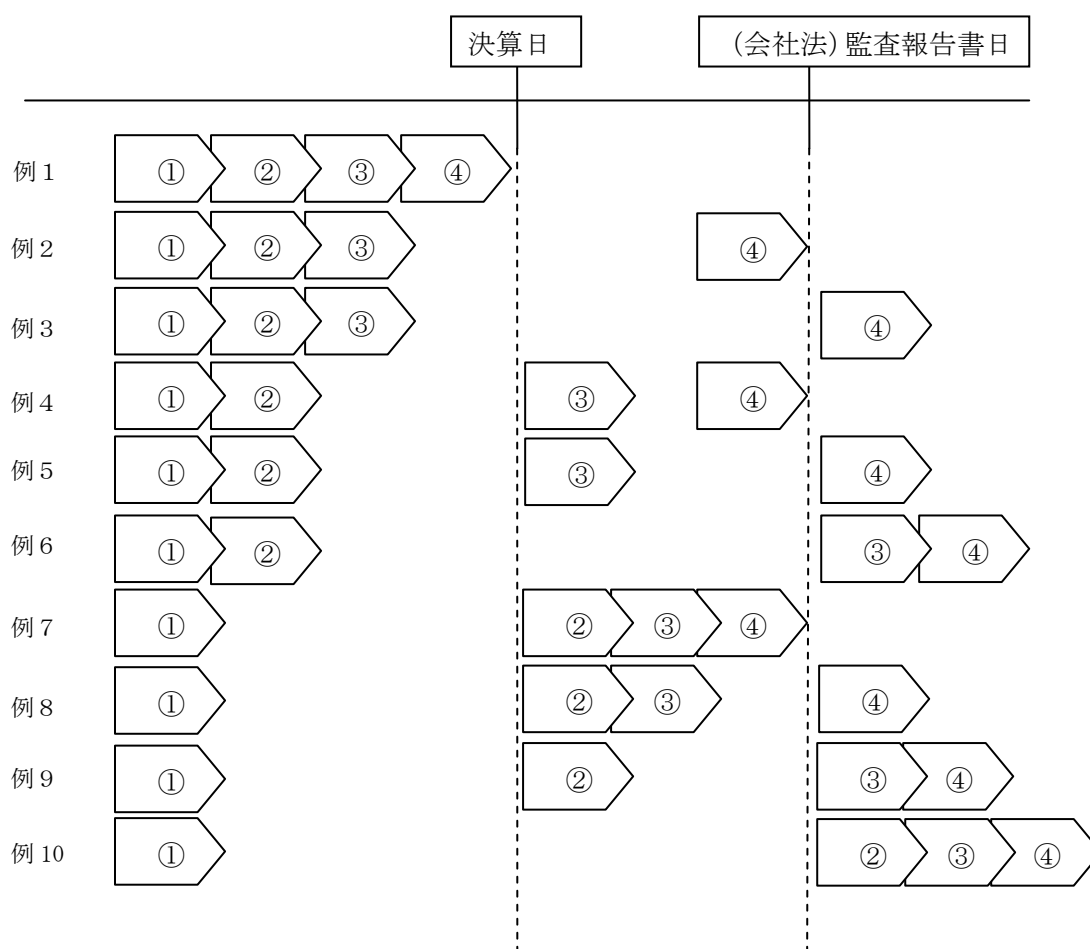 決算日
(会社法)監査報告書日
例1 ① ② ③ ④
例2 ① ② ③ ④
例3 ① ② ③ ④
例4 ① ② ③ ④
例5 ① ② ③ ④
例6 ① ② ③ ④
例7 ① ② ③ ④
例8 ① ② ③ ④
例9 ① ② ③ ④
例10 ① ② ③ ④